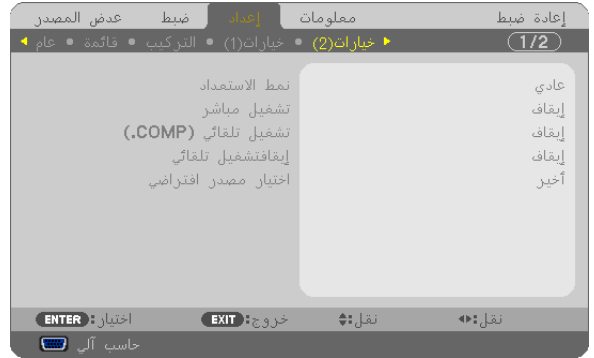 عدض المصدر ضبط إعداد معلومات إعادة ضبط
عام • قائمة • التركيب • خيارات(1) • خيارات(2) 1/2
نمط الاستعداد عادي
تشغيل مباشر إيقاف
تشغيل تلقائي (COMP.) إيقاف
إيقافتشغيل تلقائي إيقاف
اختيار مصدر افتراضي أخير
ENTER :اختيار EXIT :خروج نقل: نقل:
حاسب آلي